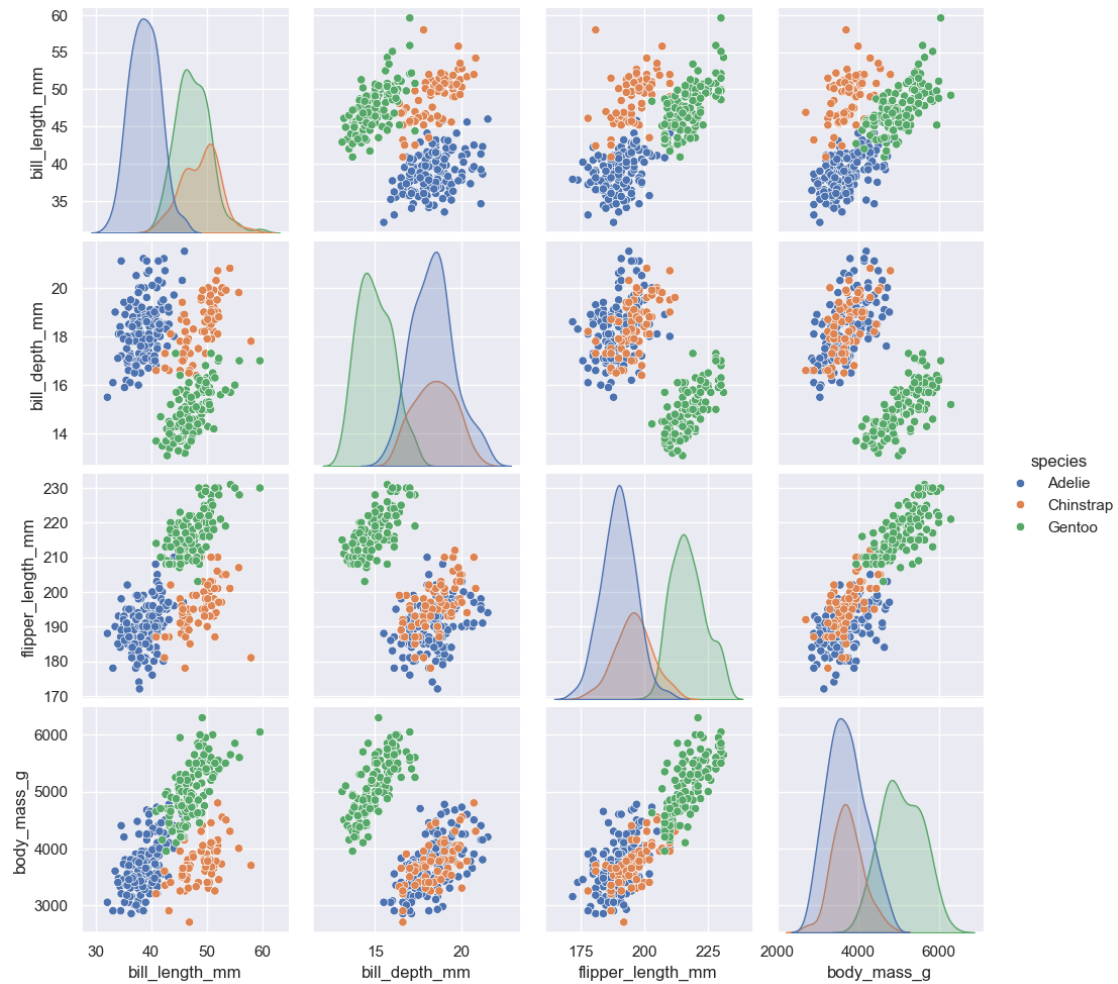 60
55
50
45
40
35
bill_length_mm
20
18
16
14
bill_depth_mm
230
220
210
200
190
180
170
flipper_length_mm
6000
5000
4000
3000
body_mass_g
30 40 50 60
bill_length_mm
15 20
bill_depth_mm
175 200 225
flipper_length_mm
2000 4000 6000
body_mass_g
species
Adelie
Chinstrap
Gentoo